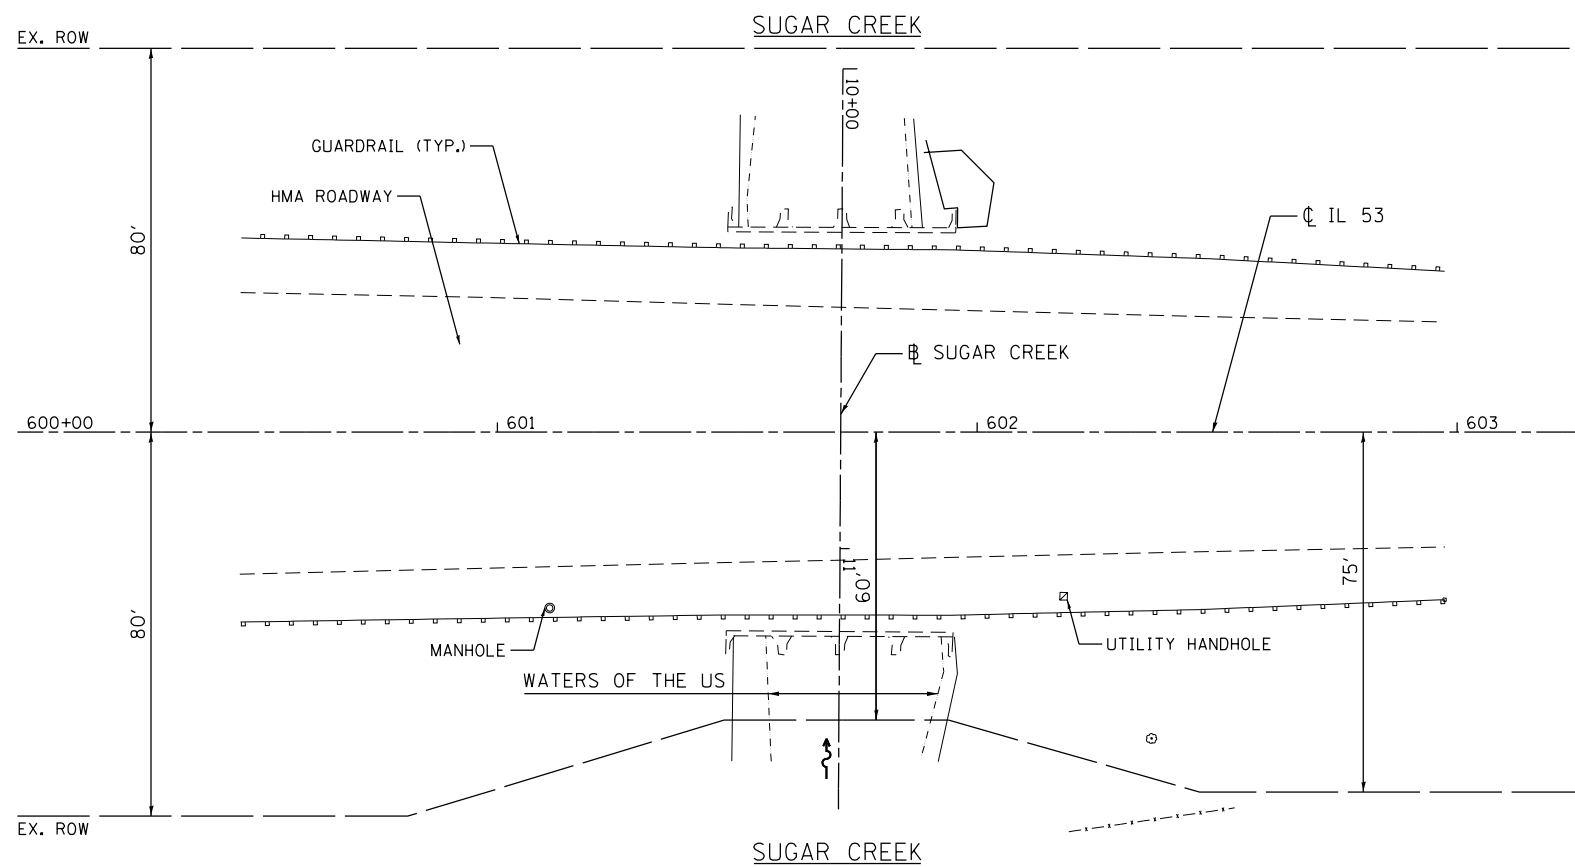 SUGAR CREEK
EX. ROW
10+00
GUARDRAIL (TYP.)
HMA ROADWAY
℄ IL 53
80'
BL SUGAR CREEK
600+00
601
602
603
11
60'
75'
80'
MANHOLE
UTILITY HANDHOLE
WATERS OF THE US
EX. ROW
SUGAR CREEK